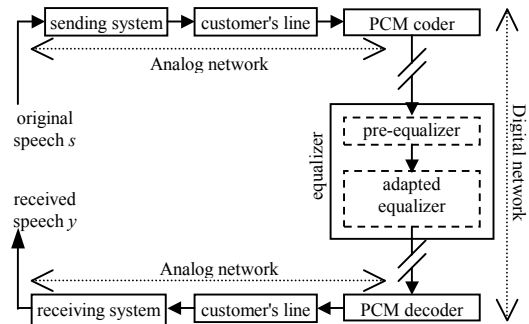 sending system
customer's line
PCM coder
Analog network
original
speech s
pre-equalizer
adapted
equalizer
equalizer
Digital network
received
speech y
Analog network
receiving system
customer's line
PCM decoder